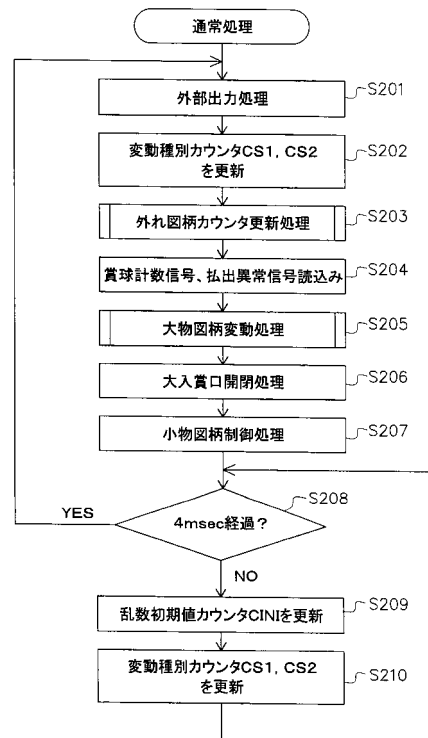 通常処理
外部出力処理
S201
変動種別カウンタCS1, CS2
を更新
S202
外れ図柄カウンタ更新処理
S203
賞球計数信号、払出異常信号読込み
S204
大物図柄変動処理
S205
大入賞口開閉処理
S206
小物図柄制御処理
S207
4msec経過？
S208
YES
NO
乱数初期値カウンタCINIを更新
S209
変動種別カウンタCS1, CS2
を更新
S210